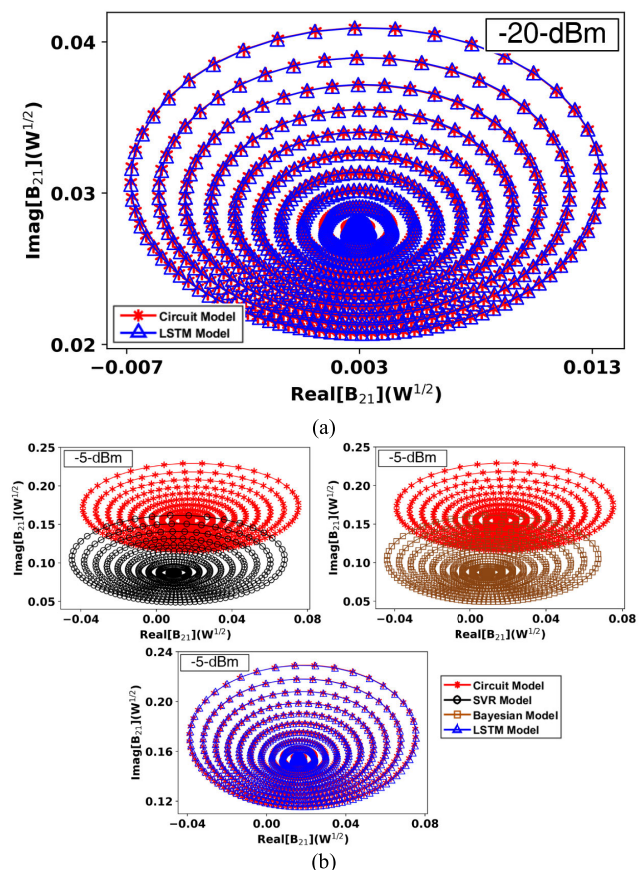 -20-dBm
0.04
0.03
0.02
Imag[B21](W1/2)
Circuit Model
LSTM Model
−0.007 0.003 0.013
Real[B21](W1/2)
(a)
-5-dBm
0.25
0.20
0.15
0.10
0.05
Imag[B21](W1/2)
−0.04 0.00 0.04 0.08
Real[B21](W1/2)
-5-dBm
0.25
0.20
0.15
0.10
0.05
Imag[B21](W1/2)
−0.04 0.00 0.04 0.08
Real[B21](W1/2)
-5-dBm
0.24
0.20
0.16
0.12
Imag[B21](W1/2)
−0.04 0.00 0.04 0.08
Real[B21](W1/2)
Circuit Model
SVR Model
Bayesian Model
LSTM Model
(b)